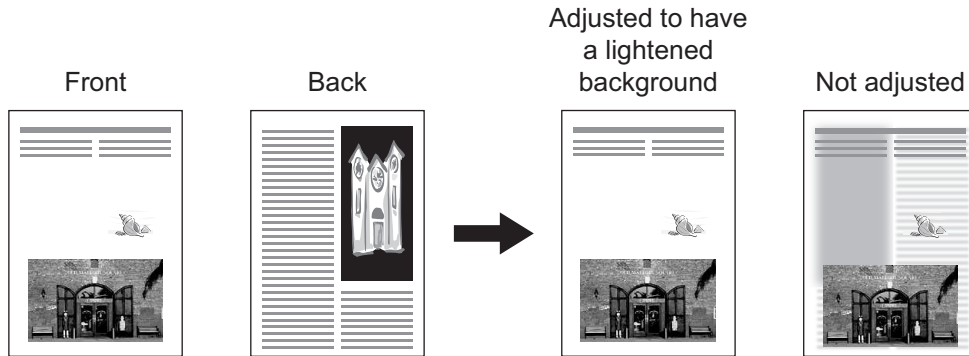 Front
Back
Adjusted to have
a lightened
background
Not adjusted